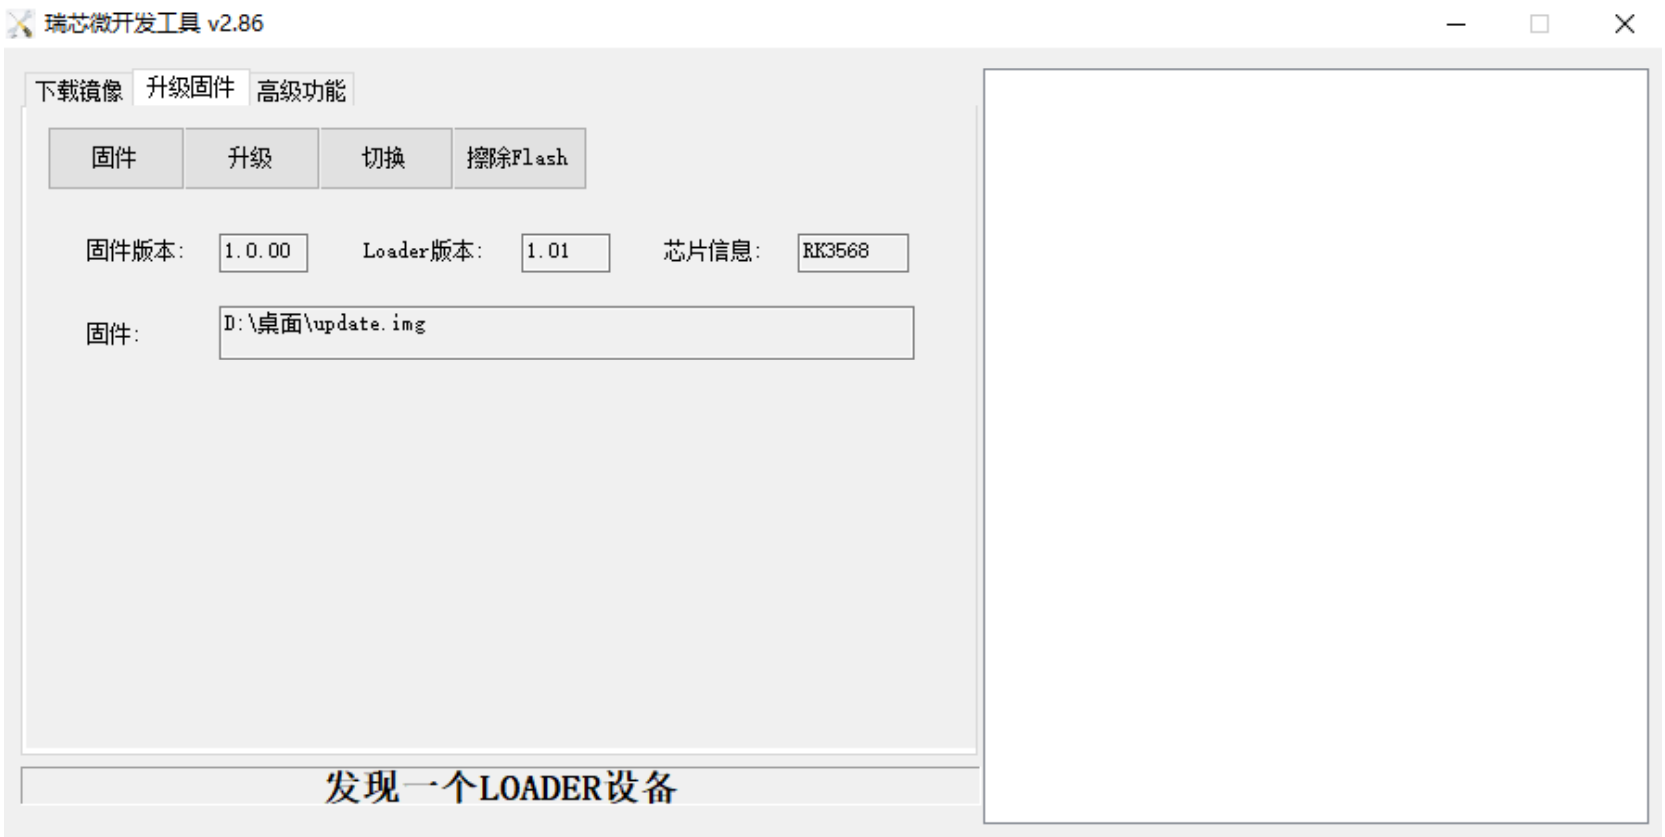 瑞芯微开发工具 v2.86
下载镜像 升级固件 高级功能
固件 升级 切换 擦除Flash
固件版本: 1.0.00 Loader版本: 1.01 芯片信息: RK3568
固件: D:\桌面\update.img
发现一个LOADER设备